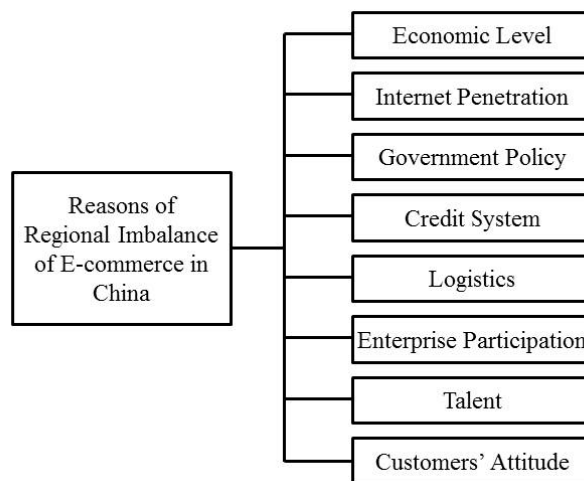 Reasons of
Regional Imbalance
of E-commerce in
China
Economic Level
Internet Penetration
Government Policy
Credit System
Logistics
Enterprise Participation
Talent
Customers’ Attitude